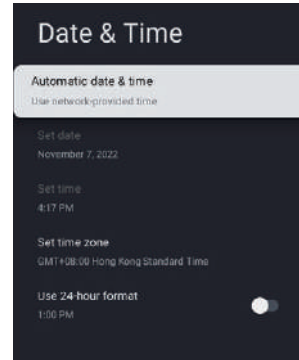 Date & Time
Automatic date & time
Use network-provided time
Set date
November 7, 2022
Set time
4:17 PM
Set time zone
GMT+08:00 Hong Kong Standard Time
Use 24-hour format
1:00 PM